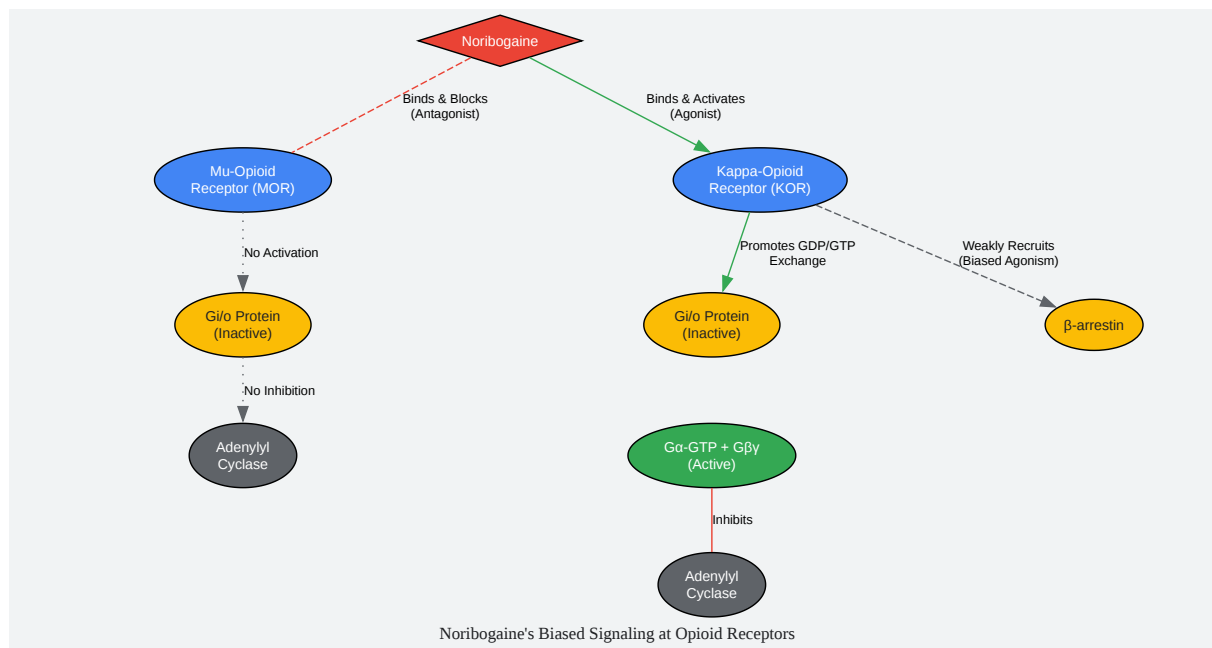 Noribogaine
Binds & Blocks
(Antagonist)
Binds & Activates
(Agonist)
Mu-Opioid
Receptor (MOR)
Kappa-Opioid
Receptor (KOR)
No Activation
Promotes GDP/GTP
Exchange
Weakly Recruits
(Biased Agonism)
Gi/o Protein
(Inactive)
Gi/o Protein
(Inactive)
β-arrestin
No Inhibition
Adenylyl
Cyclase
Gα-GTP + Gβγ
(Active)
Inhibits
Adenylyl
Cyclase
Noribogaine's Biased Signaling at Opioid Receptors